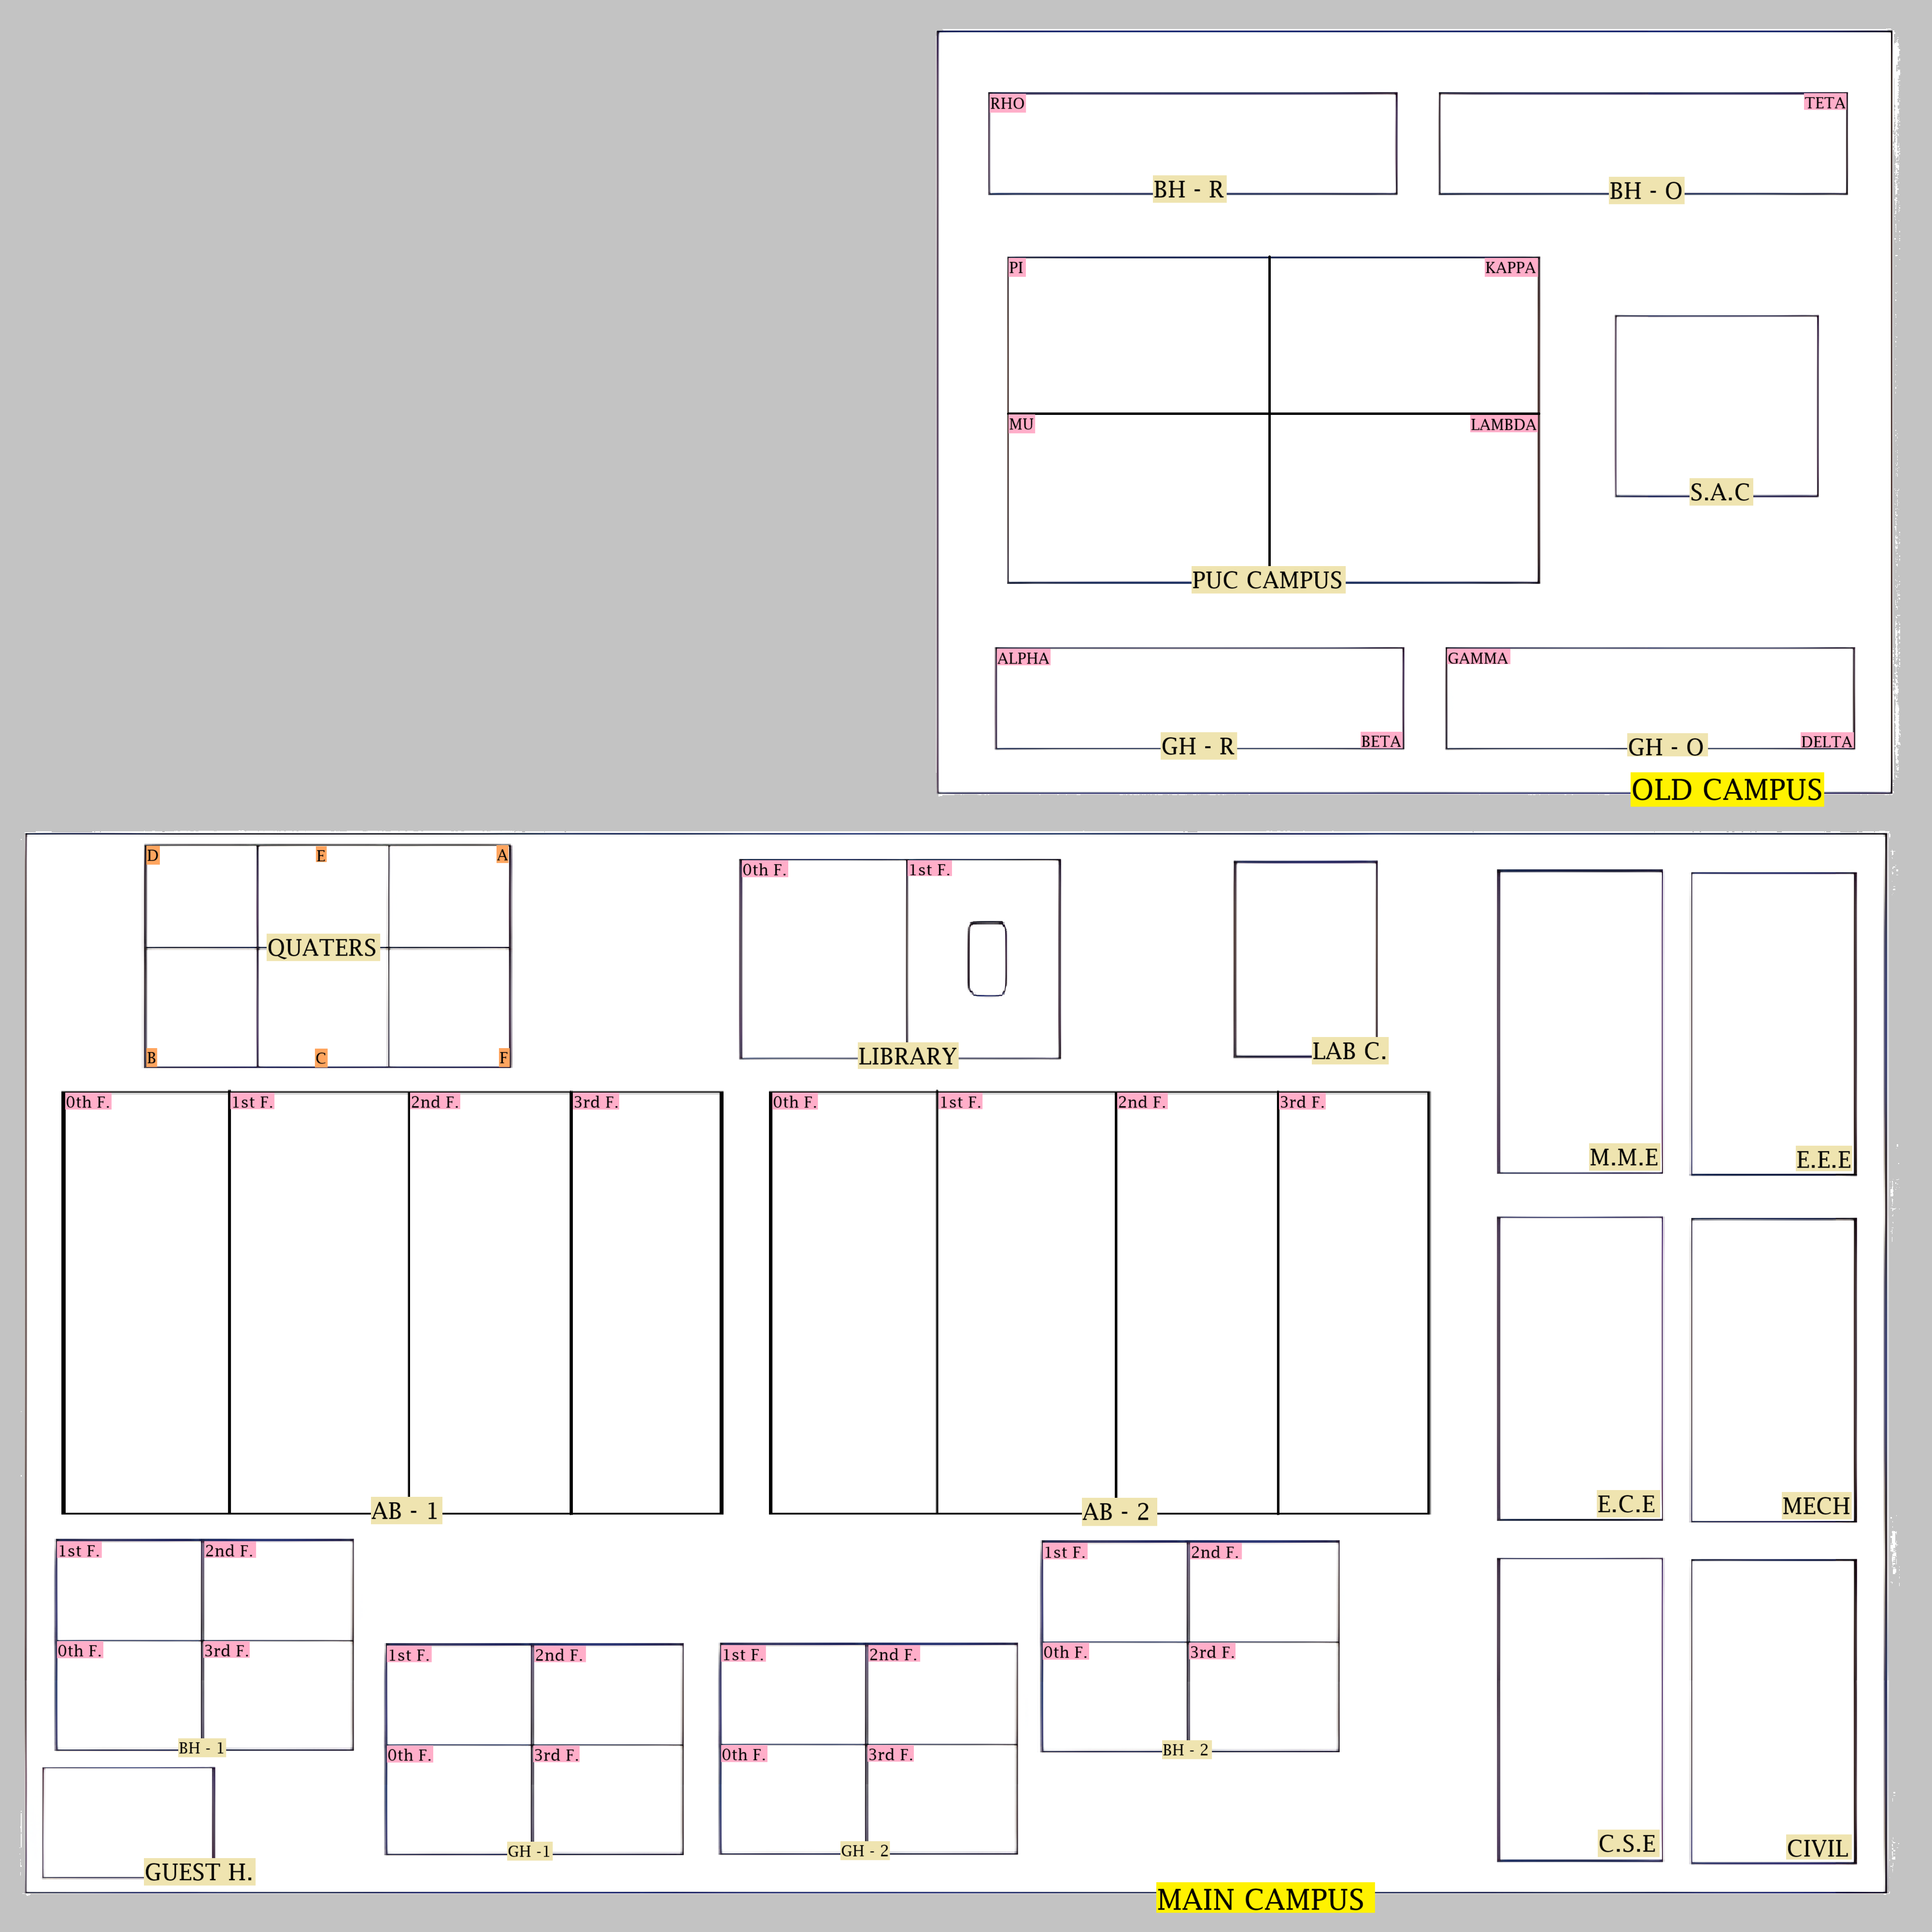 RHO
TETA
BH - R
BH - O
PI
KAPPA
MU
LAMBDA
S.A.C
PUC CAMPUS
ALPHA
GAMMA
GH - R
BETA
GH - O
DELTA
OLD CAMPUS
D
E
A
QUATERS
B
C
F
0th F.
1st F.
LIBRARY
LAB C.
M.M.E
E.E.E
0th F.
1st F.
2nd F.
3rd F.
AB - 1
0th F.
1st F.
2nd F.
3rd F.
AB - 2
E.C.E
MECH
1st F.
2nd F.
0th F.
3rd F.
BH - 1
1st F.
2nd F.
0th F.
3rd F.
GH -1
1st F.
2nd F.
0th F.
3rd F.
GH - 2
1st F.
2nd F.
0th F.
3rd F.
BH - 2
GUEST H.
C.S.E
CIVIL
MAIN CAMPUS